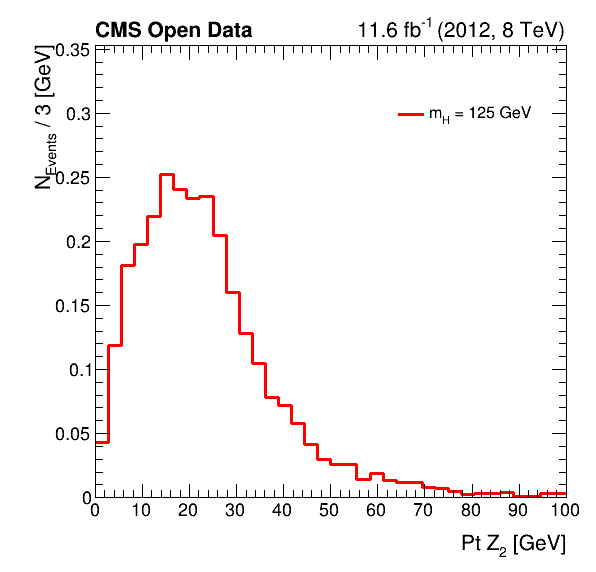 CMS Open Data 11.6 fb⁻¹ (2012, 8 TeV)
N_Events / 3 [GeV]
0.35
0.3
0.25
0.2
0.15
0.1
0.05
0
m_H = 125 GeV
0 10 20 30 40 50 60 70 80 90 100
Pt Z₂ [GeV]